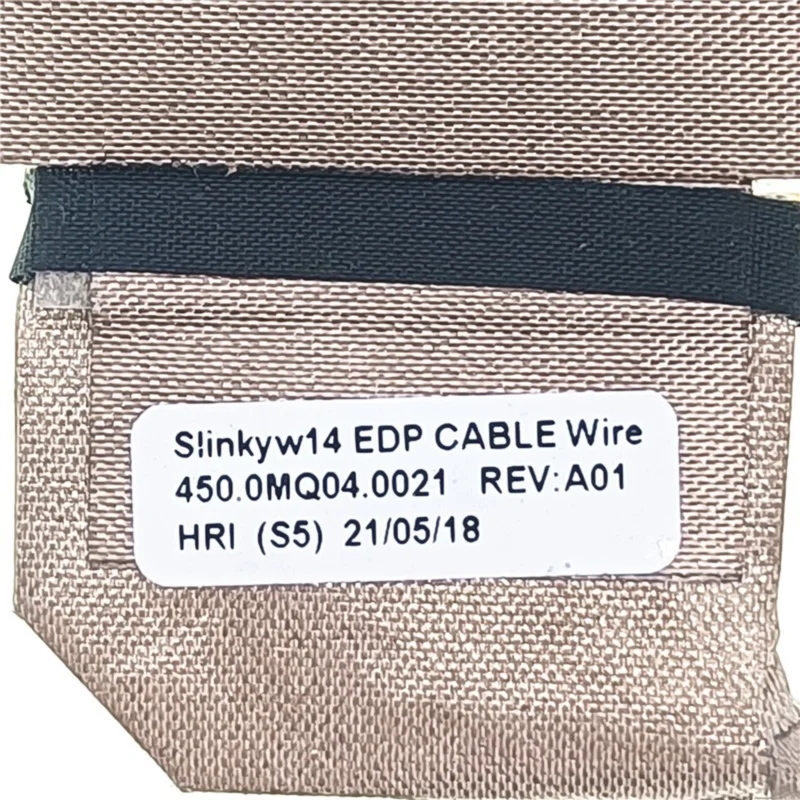 Slinkyw14 EDP CABLE Wire
450.0MQ04.0021 REV:A01
HRI (S5) 21/05/18